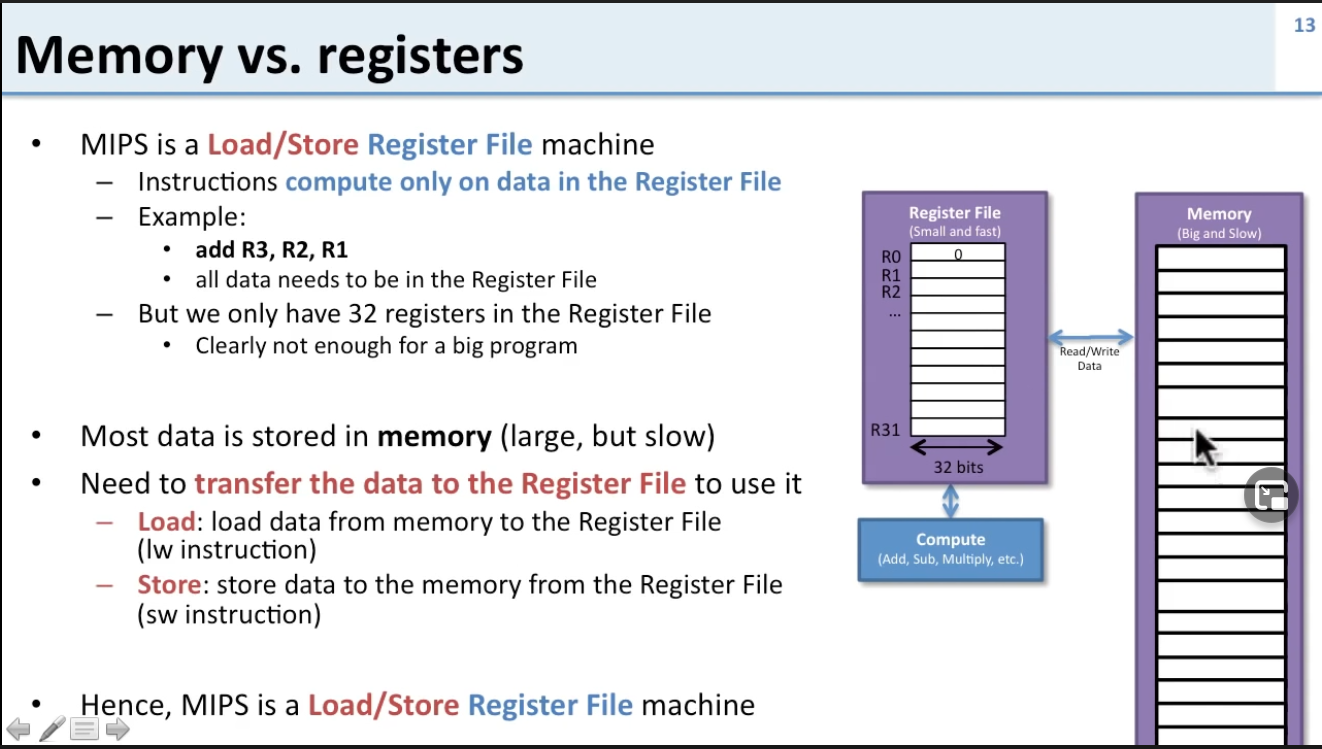 13
Memory vs. registers
• MIPS is a Load/Store Register File machine
– Instructions compute only on data in the Register File
– Example:
• add R3, R2, R1
• all data needs to be in the Register File
– But we only have 32 registers in the Register File
• Clearly not enough for a big program
• Most data is stored in memory (large, but slow)
• Need to transfer the data to the Register File to use it
– Load: load data from memory to the Register File
(lw instruction)
– Store: store data to the memory from the Register File
(sw instruction)
• Hence, MIPS is a Load/Store Register File machine
Register File
(Small and fast)
R0 0
R1
R2
...
R31
32 bits
Compute
(Add, Sub, Multiply, etc.)
Read/Write
Data
Memory
(Big and Slow)